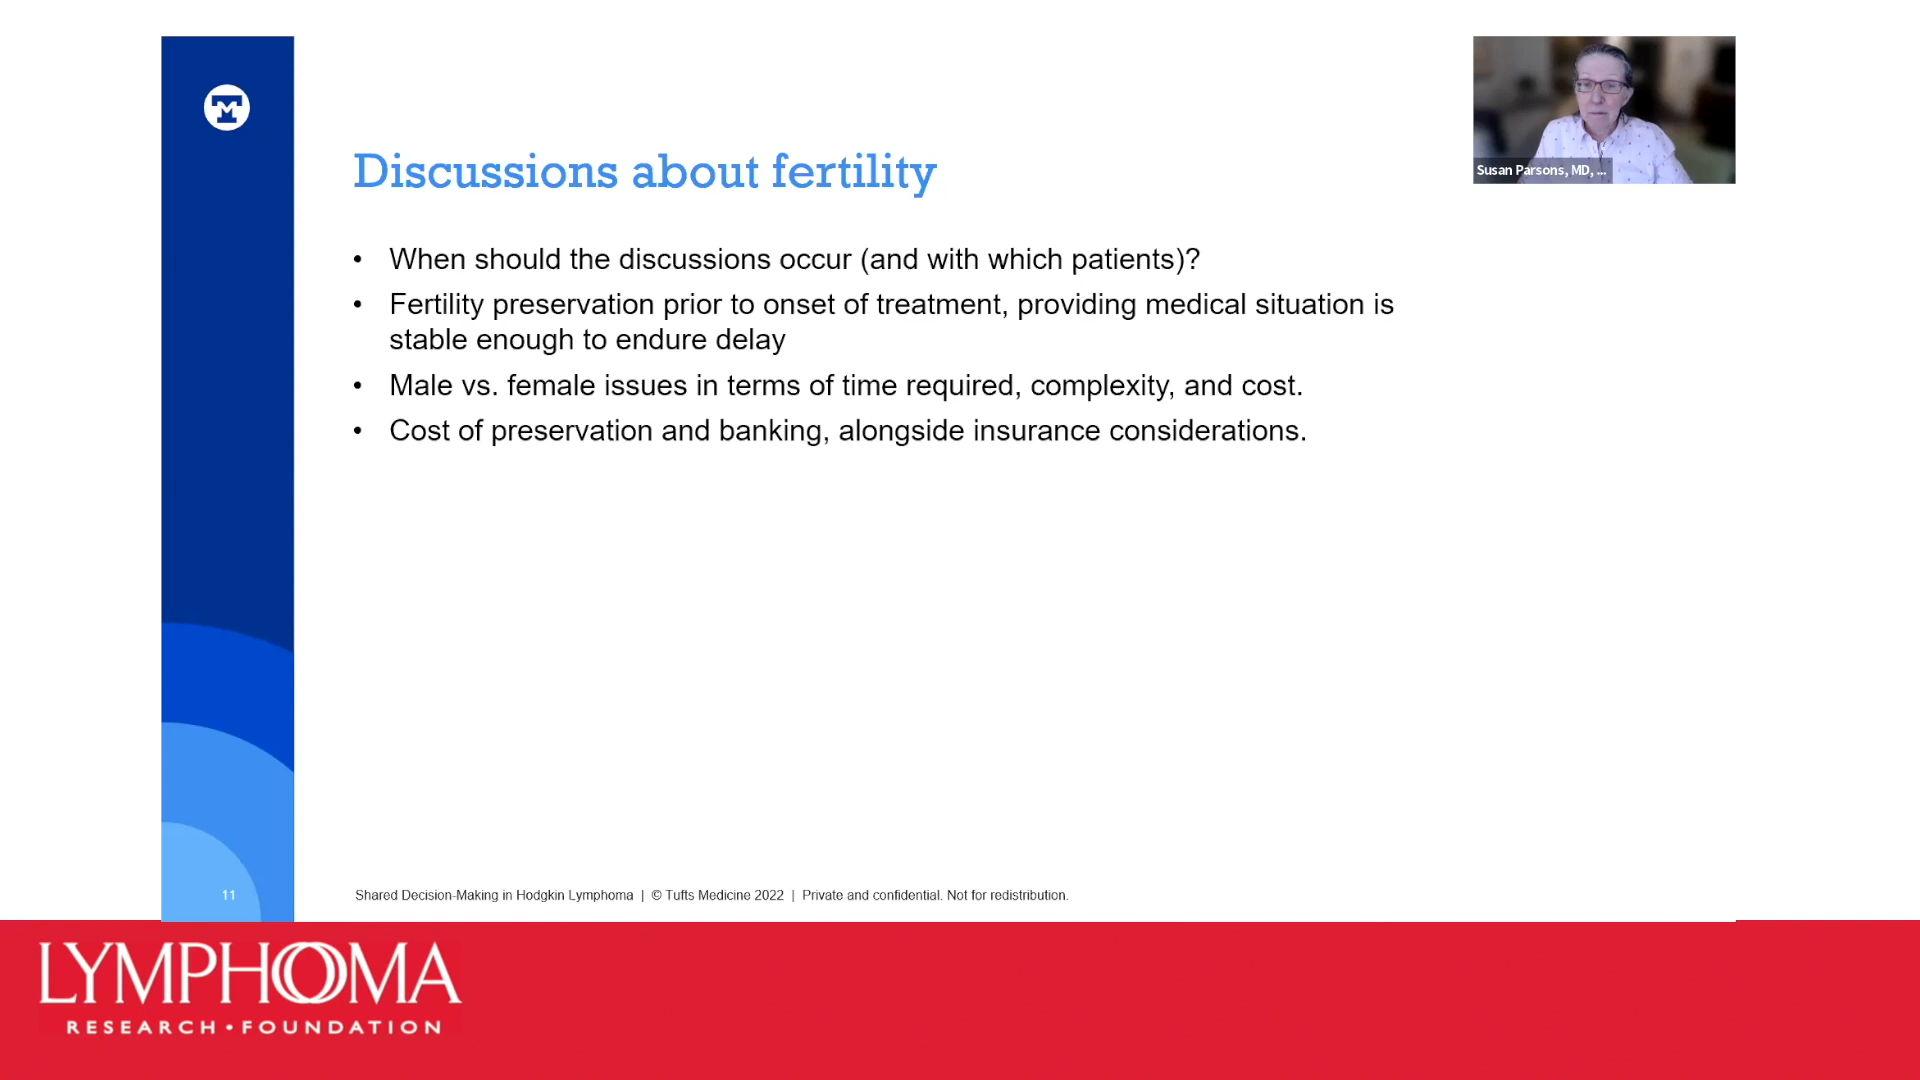 Discussions about fertility
Susan Parsons, MD, ...
• When should the discussions occur (and with which patients)?
• Fertility preservation prior to onset of treatment, providing medical situation is
stable enough to endure delay
• Male vs. female issues in terms of time required, complexity, and cost.
• Cost of preservation and banking, alongside insurance considerations.
11
Shared Decision-Making in Hodgkin Lymphoma | © Tufts Medicine 2022 | Private and confidential. Not for redistribution.
LYMPHOMA
RESEARCH • FOUNDATION